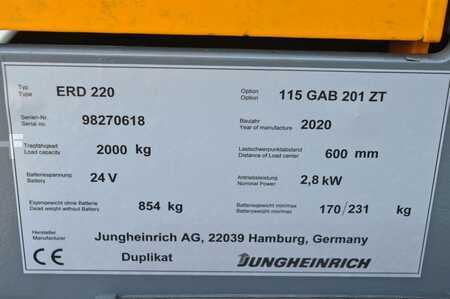 Typ
Type
ERD 220
Option
Option
115 GAB 201 ZT
Serien-Nr.
Serial no.
98270618
Baujahr
Year of manufacture
2020
Tragfähigkeit
Load capacity
2000 kg
Lastschwerpunktabstand
Distance of Load center
600 mm
Batteriespannung
Battery
24 V
Antriebsleistung
Nominal Power
2,8 kW
Eigengewicht ohne Batterie
Dead weight without Battery
854 kg
Batteriegewicht min/max
Batteryweight min/max
170/231 kg
Hersteller
Manufacturer
Jungheinrich AG, 22039 Hamburg, Germany
Duplikat
JUNGHEINRICH
CE